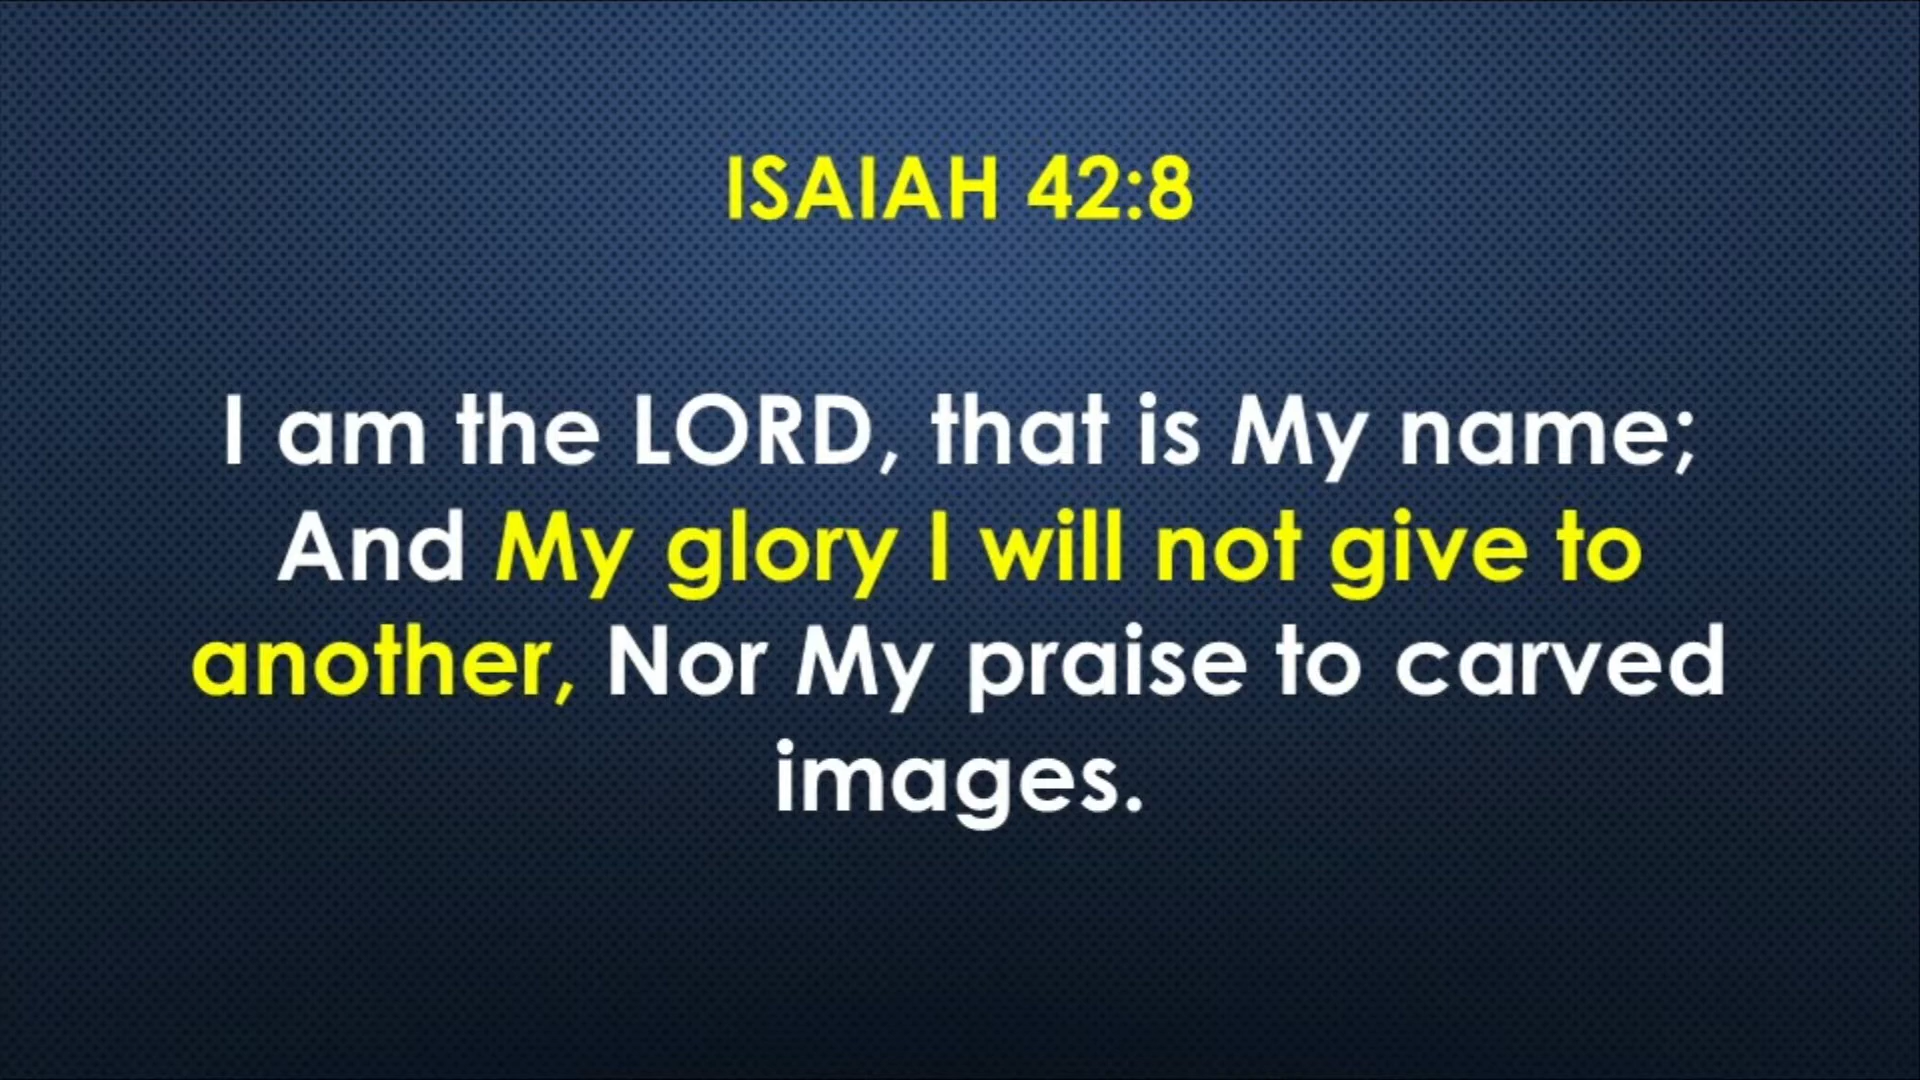 ISAIAH 42:8
I am the LORD, that is My name;
And My glory I will not give to
another, Nor My praise to carved
images.